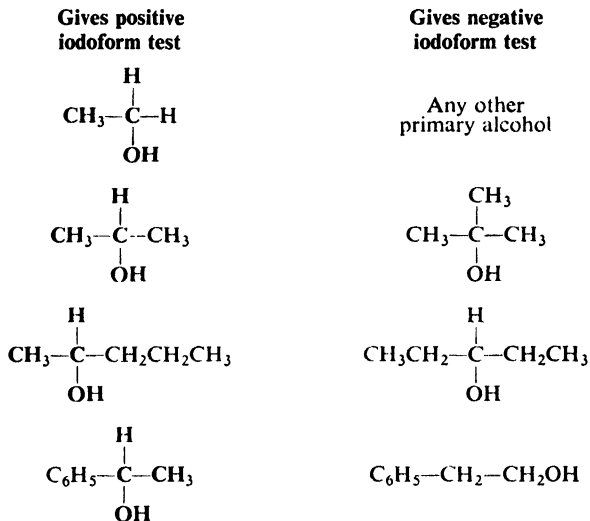 Gives positive Gives negative
iodoform test iodoform test
H
CH₃—C—H Any other
primary alcohol
OH
H CH₃
CH₃—C—CH₃ CH₃—C—CH₃
OH OH
H H
CH₃—C—CH₂CH₂CH₃ CH₃CH₂—C—CH₂CH₃
OH OH
H
C₆H₅—C—CH₃ C₆H₅—CH₂—CH₂OH
OH